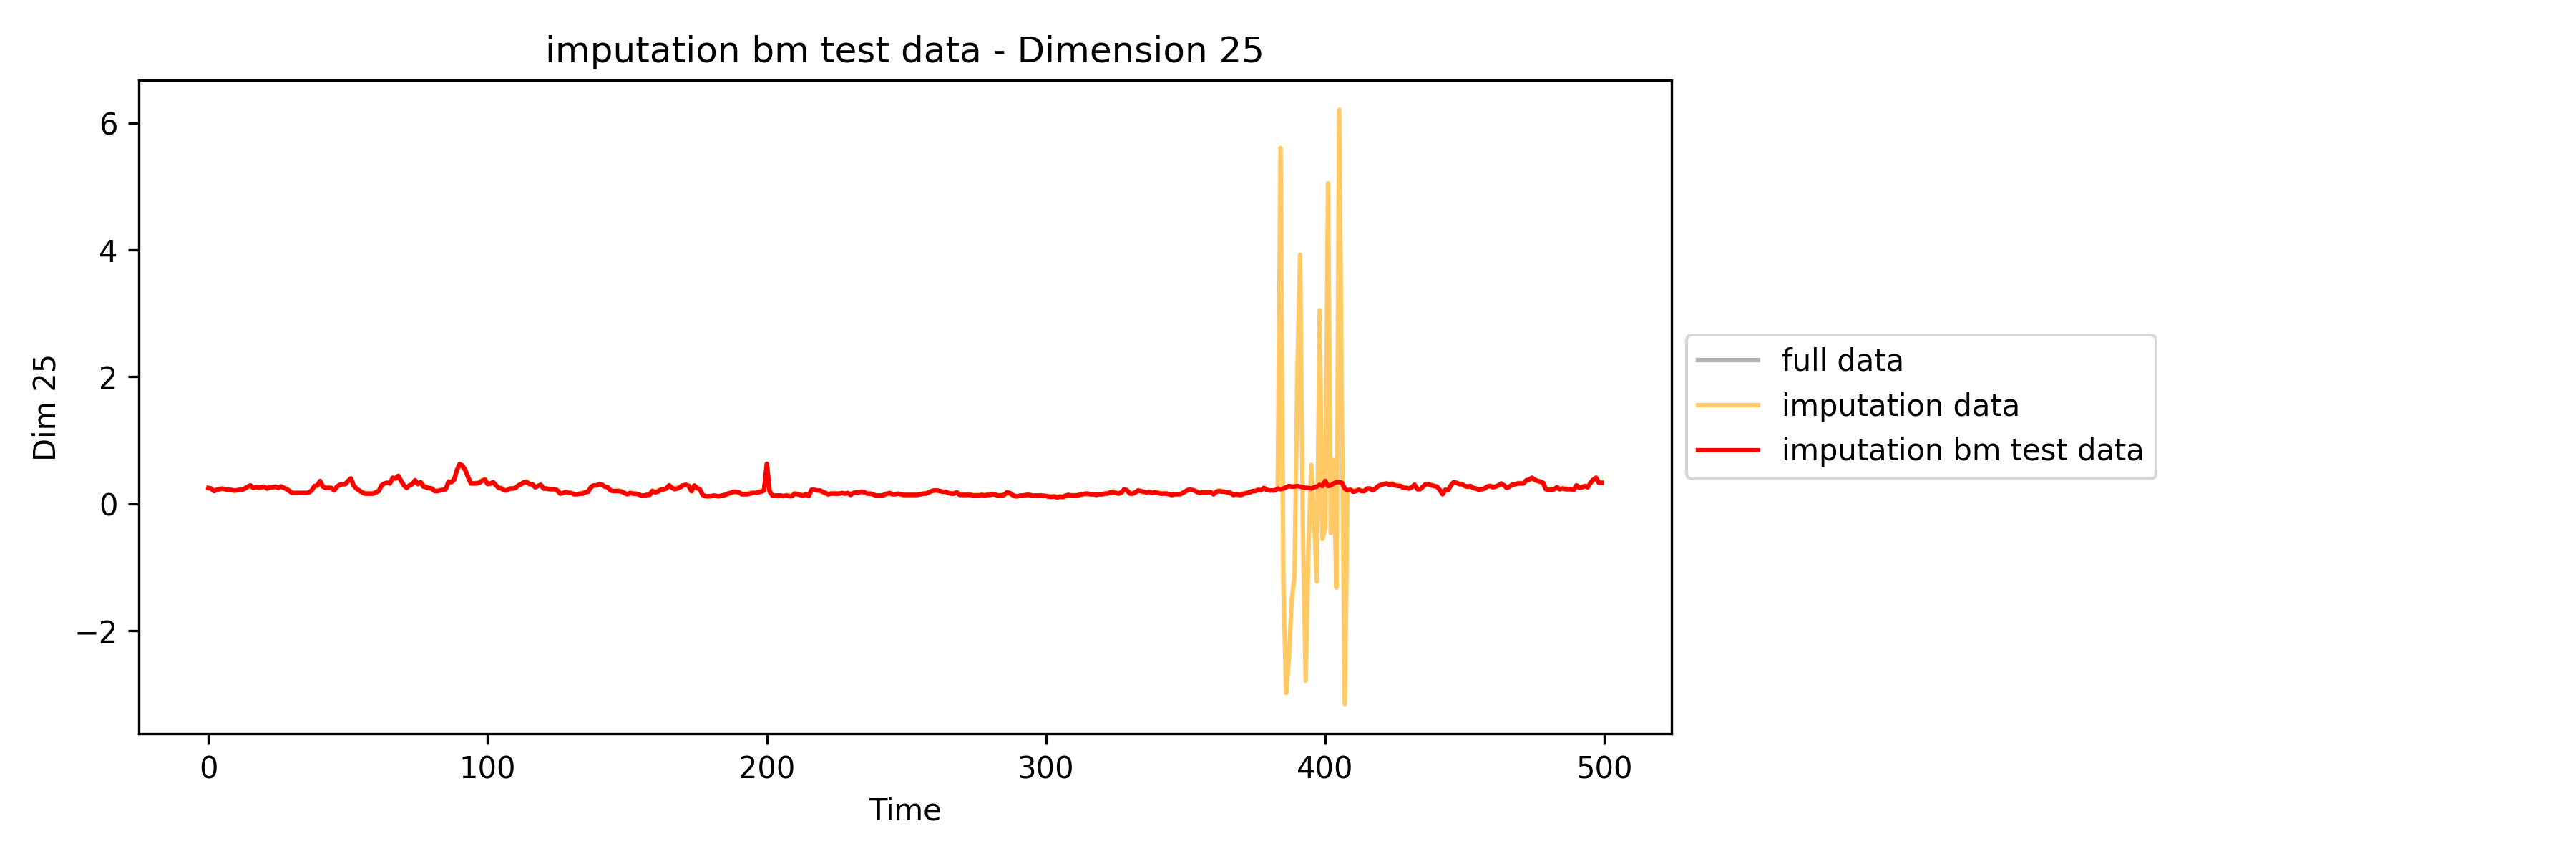 imputation bm test data - Dimension 25
6
4
2
0
−2
Dim 25
0 100 200 300 400 500
Time
full data
imputation data
imputation bm test data